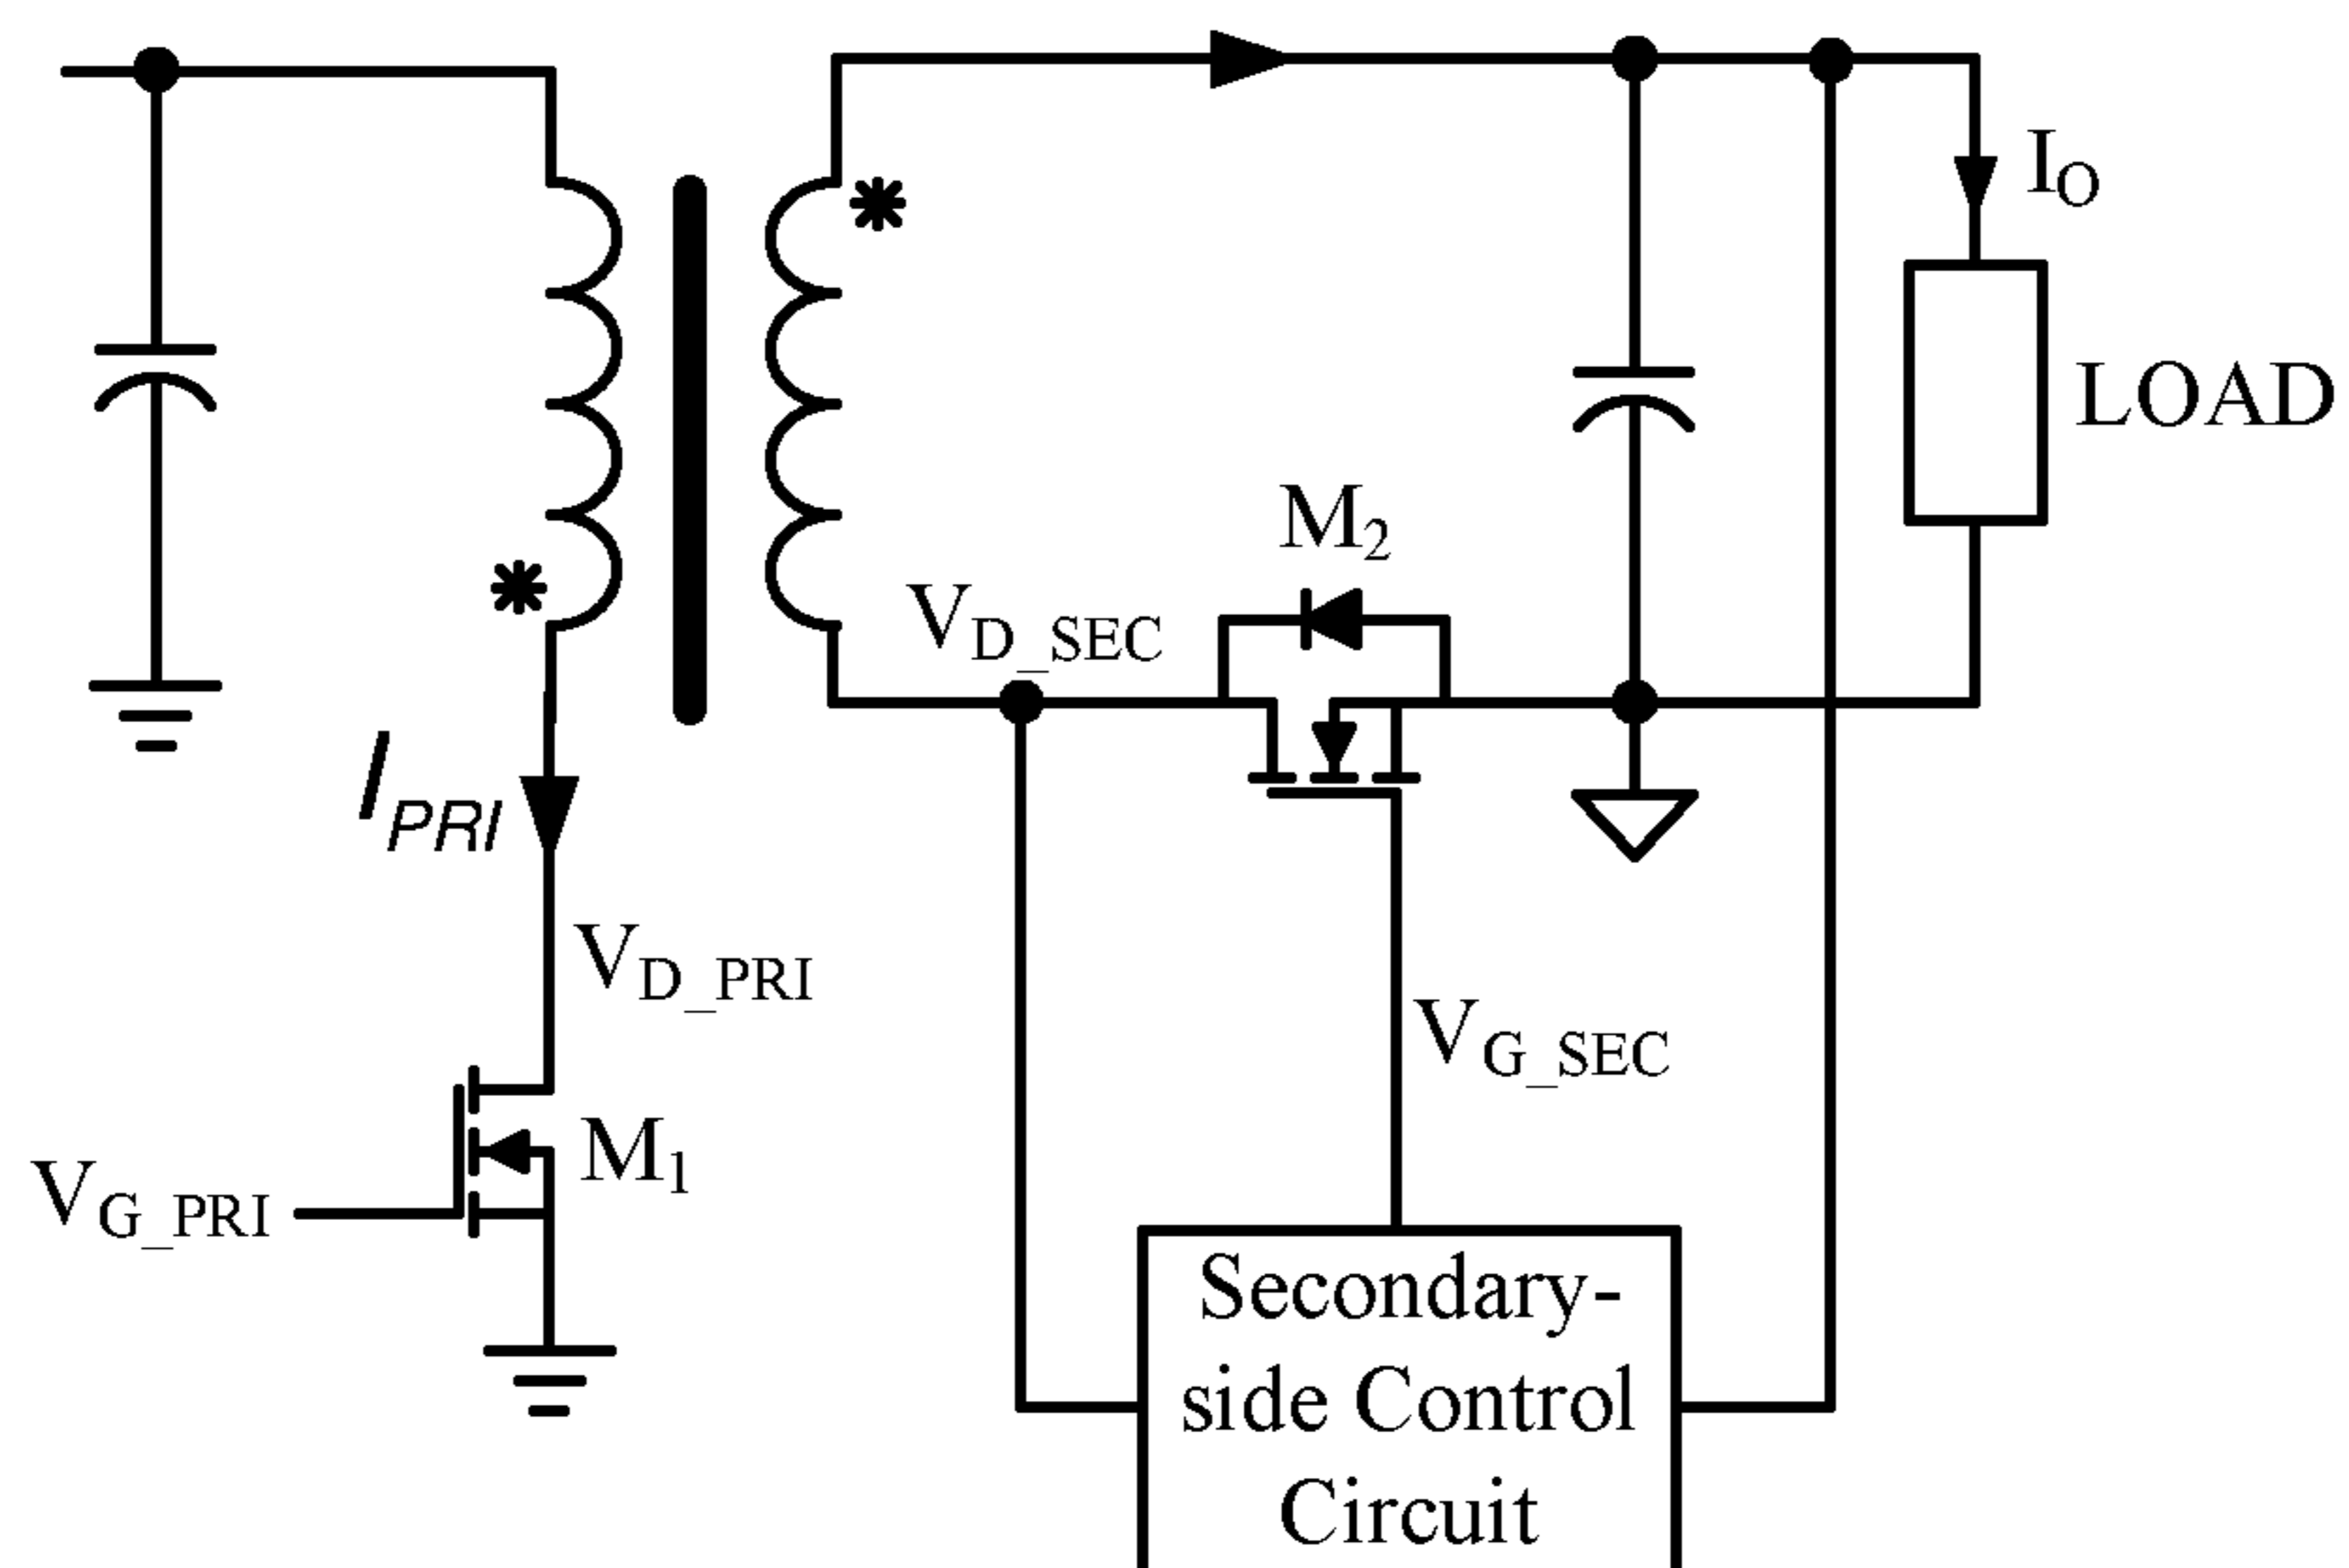 I_O
LOAD
M_2
V_D_SEC
I_PRI
V_D_PRI
V_G_SEC
M_1
V_G_PRI
Secondary-
side Control
Circuit